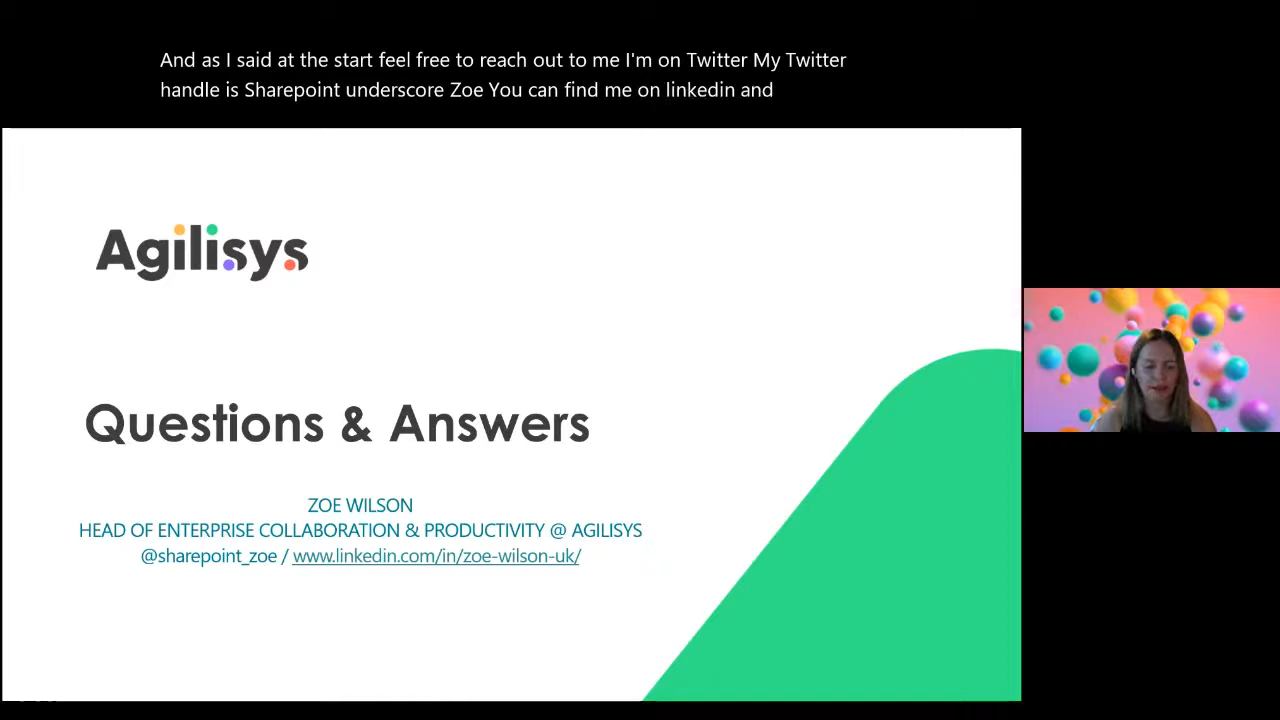 And as I said at the start feel free to reach out to me I'm on Twitter My Twitter
handle is Sharepoint underscore Zoe You can find me on linkedin and
Agilisys
Questions & Answers
ZOE WILSON
HEAD OF ENTERPRISE COLLABORATION & PRODUCTIVITY @ AGILISYS
@sharepoint_zoe / www.linkedin.com/in/zoe-wilson-uk/